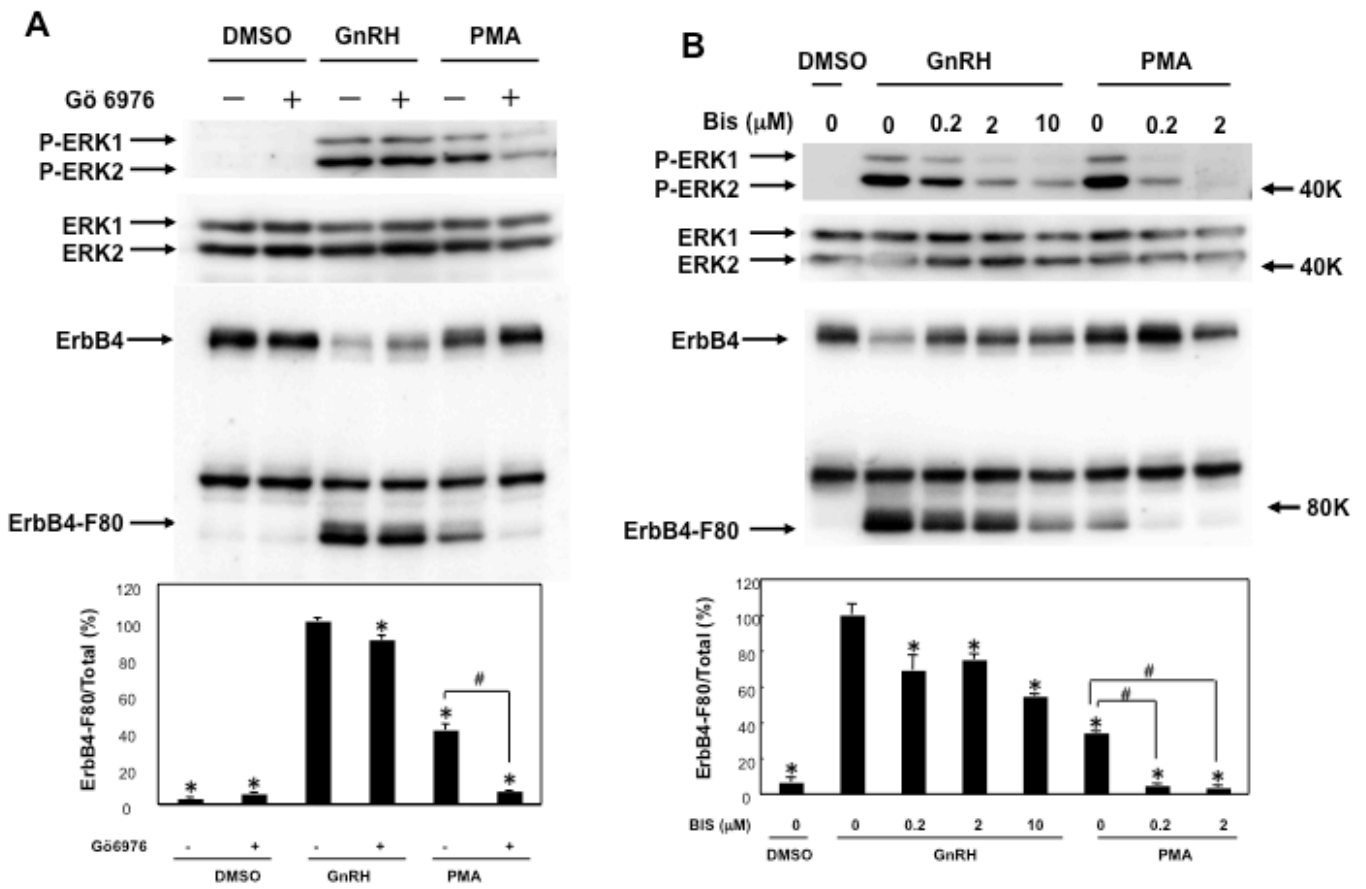 A
DMSO GnRH PMA
Gö 6976 — + — + — +
P-ERK1
P-ERK2
ERK1
ERK2
ErbB4
ErbB4-F80
120
100
80
60
40
20
0
ErbB4-F80/Total (%)
* * * * # *
Gö6976 - + - + - +
DMSO GnRH PMA
B
DMSO GnRH PMA
Bis (μM) 0 0 0.2 2 10 0 0.2 2
P-ERK1
P-ERK2
40K
ERK1
ERK2
40K
ErbB4
80K
ErbB4-F80
120
100
80
60
40
20
0
ErbB4-F80/Total (%)
* * * * * # # * *
BIS (μM) 0 0 0.2 2 10 0 0.2 2
DMSO GnRH PMA